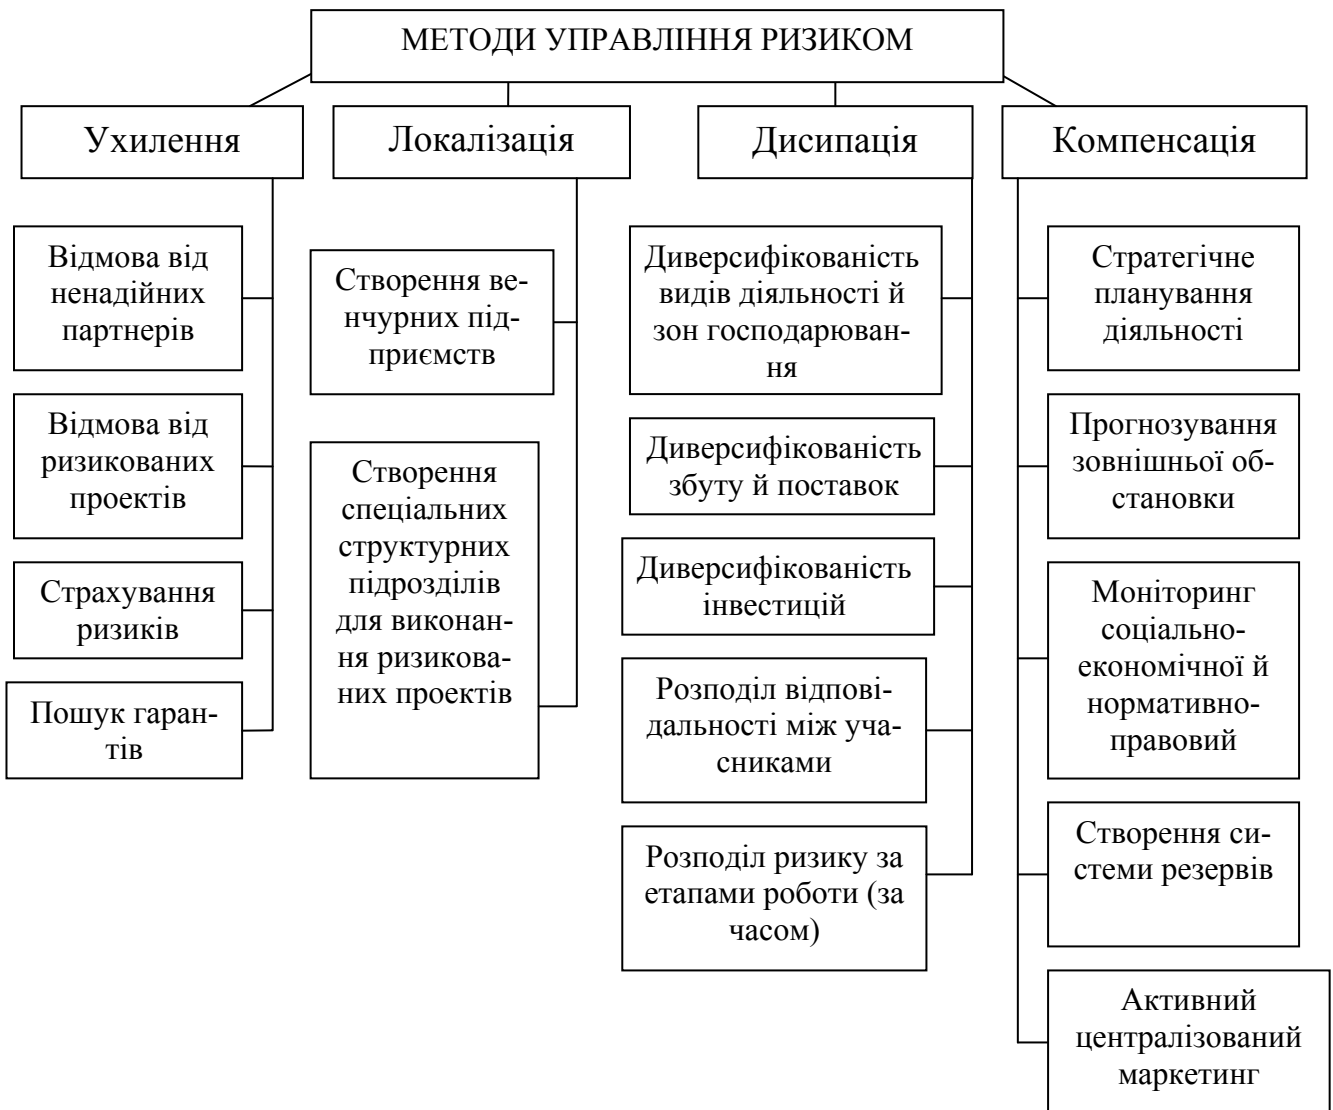 МЕТОДИ УПРАВЛІННЯ РИЗИКОМ
Ухилення
Локалізація
Дисипація
Компенсація
Відмова від
ненадійних
партнерів
Відмова від
ризикованих
проектів
Страхування
ризиків
Пошук гаран-
тів
Створення ве-
нчурних під-
приємств
Створення
спеціальних
структурних
підрозділів
для виконан-
ня ризикова-
них проектів
Диверсифікованість
видів діяльності й
зон господарюван-
ня
Диверсифікованість
збуту й поставок
Диверсифікованість
інвестицій
Розподіл відпові-
дальності між уча-
сниками
Розподіл ризику за
етапами роботи (за
часом)
Стратегічне
планування
діяльності
Прогнозування
зовнішньої об-
становки
Моніторинг
соціально-
економічної й
нормативно-
правовий
Створення си-
стеми резервів
Активний
централізований
маркетинг